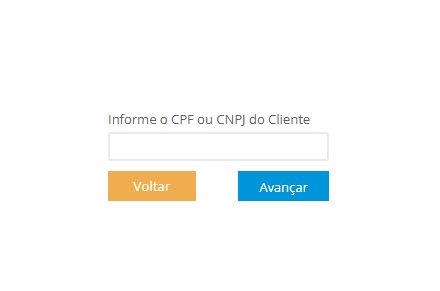 Informe o CPF ou CNPJ do Cliente
Voltar
Avançar